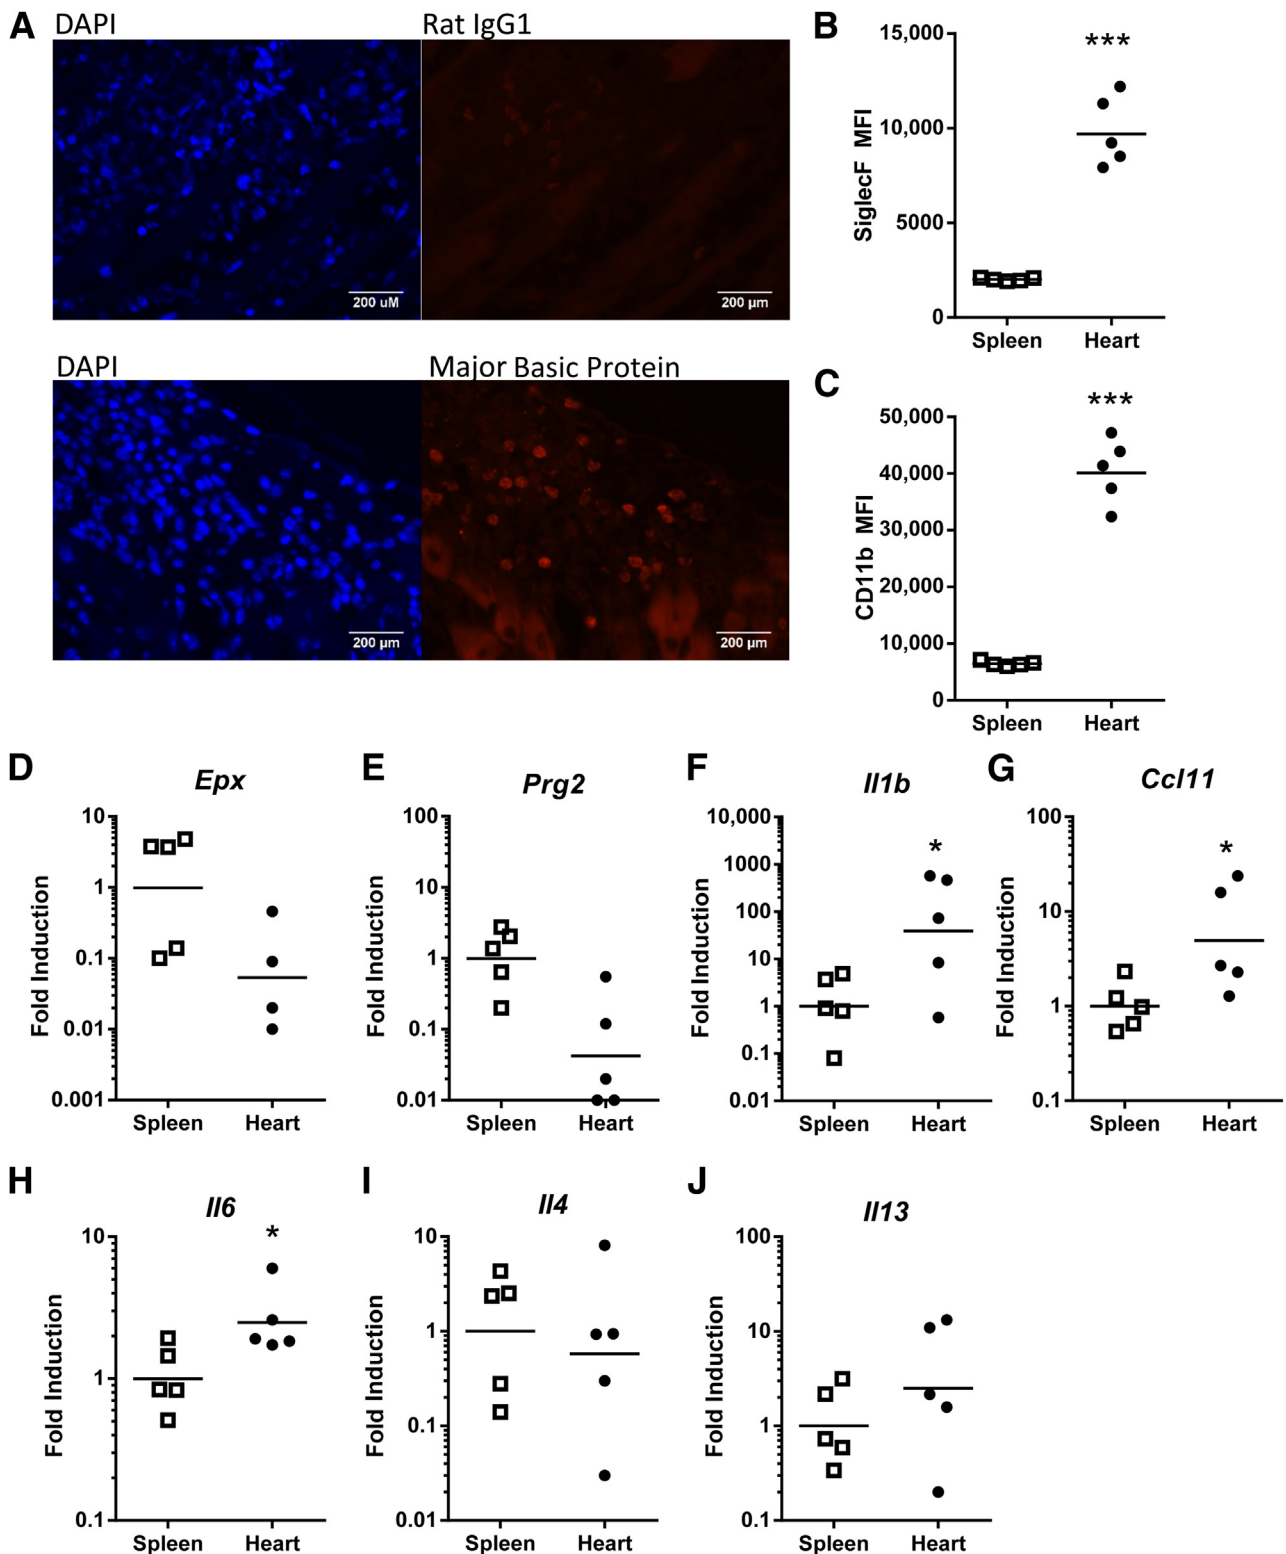 A
DAPI
Rat IgG1
200 uM
200 µm
DAPI
Major Basic Protein
200 µm
200 µm
B
SiglecF MFI
15,000
***
10,000
5000
0
Spleen
Heart
C
CD11b MFI
***
50,000
40,000
30,000
20,000
10,000
0
Spleen
Heart
D
Epx
Fold Induction
10
1
0.1
0.01
0.001
Spleen
Heart
E
Prg2
Fold Induction
100
10
1
0.1
0.01
Spleen
Heart
F
Il1b
Fold Induction
10,000
1000
*
100
10
1
0.1
0.01
Spleen
Heart
G
Ccl11
Fold Induction
100
*
10
1
0.1
Spleen
Heart
H
Il6
Fold Induction
*
10
1
0.1
Spleen
Heart
I
Il4
Fold Induction
10
1
0.1
0.01
Spleen
Heart
J
Il13
Fold Induction
100
10
1
0.1
Spleen
Heart